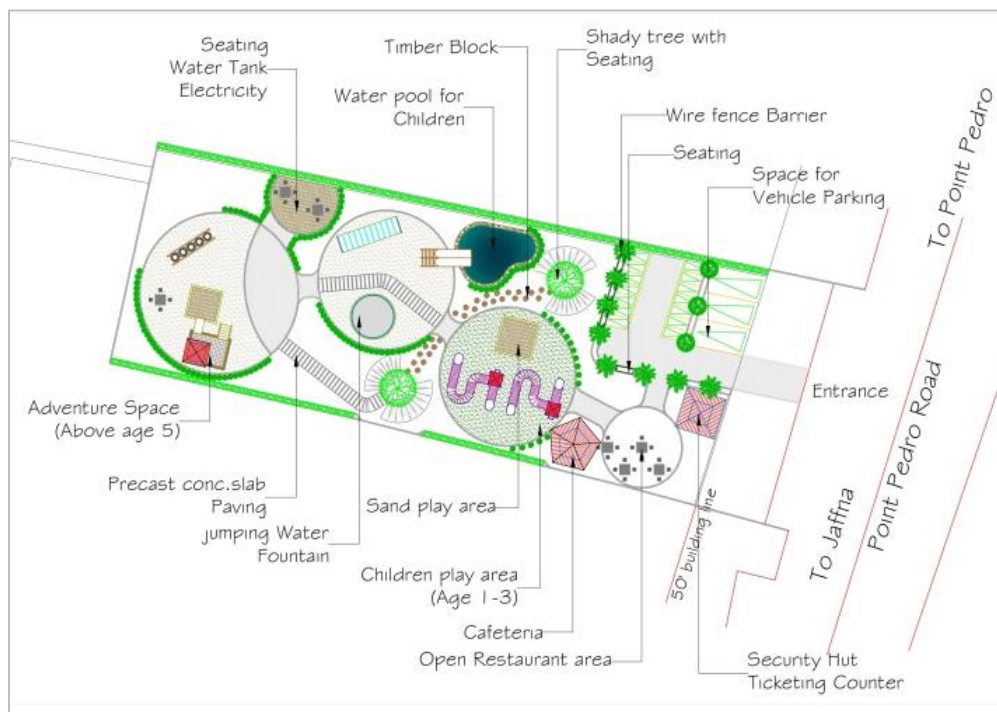 Seating
Water Tank
Electricity
Timber Block
Shady tree with
Seating
Water pool for
Children
Wire fence Barrier
Seating
Space for
Vehicle Parking
To Point Pedro
Entrance
Adventure Space
(Above age 5)
Precast conc.slab
Paving
Jumping Water
Fountain
Sand play area
Children play area
(Age 1-3)
Cafeteria
Open Restaurant area
50' building line
To Jaffna
Point Pedro Road
Security Hut
Ticketing Counter